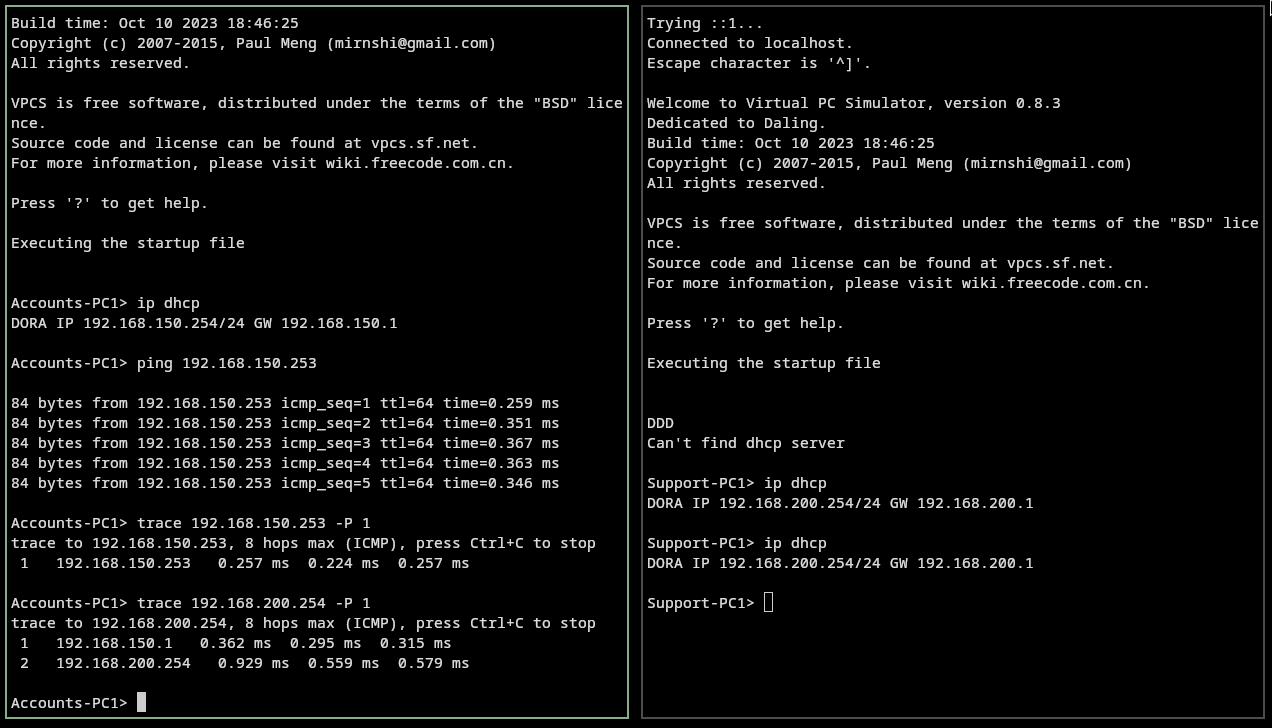 Build time: Oct 10 2023 18:46:25
Copyright (c) 2007-2015, Paul Meng (mirnshi@gmail.com)
All rights reserved.

VPCS is free software, distributed under the terms of the "BSD" lice
nce.
Source code and license can be found at vpcs.sf.net.
For more information, please visit wiki.freecode.com.cn.

Press '?' to get help.

Executing the startup file


Accounts-PC1> ip dhcp
DORA IP 192.168.150.254/24 GW 192.168.150.1

Accounts-PC1> ping 192.168.150.253

84 bytes from 192.168.150.253 icmp_seq=1 ttl=64 time=0.259 ms
84 bytes from 192.168.150.253 icmp_seq=2 ttl=64 time=0.351 ms
84 bytes from 192.168.150.253 icmp_seq=3 ttl=64 time=0.367 ms
84 bytes from 192.168.150.253 icmp_seq=4 ttl=64 time=0.363 ms
84 bytes from 192.168.150.253 icmp_seq=5 ttl=64 time=0.346 ms

Accounts-PC1> trace 192.168.150.253 -P 1
trace to 192.168.150.253, 8 hops max (ICMP), press Ctrl+C to stop
 1   192.168.150.253   0.257 ms  0.224 ms  0.257 ms

Accounts-PC1> trace 192.168.200.254 -P 1
trace to 192.168.200.254, 8 hops max (ICMP), press Ctrl+C to stop
 1   192.168.150.1   0.362 ms  0.295 ms  0.315 ms
 2   192.168.200.254   0.929 ms  0.559 ms  0.579 ms

Accounts-PC1>
Trying ::1...
Connected to localhost.
Escape character is '^]'.

Welcome to Virtual PC Simulator, version 0.8.3
Dedicated to Daling.
Build time: Oct 10 2023 18:46:25
Copyright (c) 2007-2015, Paul Meng (mirnshi@gmail.com)
All rights reserved.

VPCS is free software, distributed under the terms of the "BSD" lice
nce.
Source code and license can be found at vpcs.sf.net.
For more information, please visit wiki.freecode.com.cn.

Press '?' to get help.

Executing the startup file


DDD
Can't find dhcp server

Support-PC1> ip dhcp
DORA IP 192.168.200.254/24 GW 192.168.200.1

Support-PC1> ip dhcp
DORA IP 192.168.200.254/24 GW 192.168.200.1

Support-PC1>